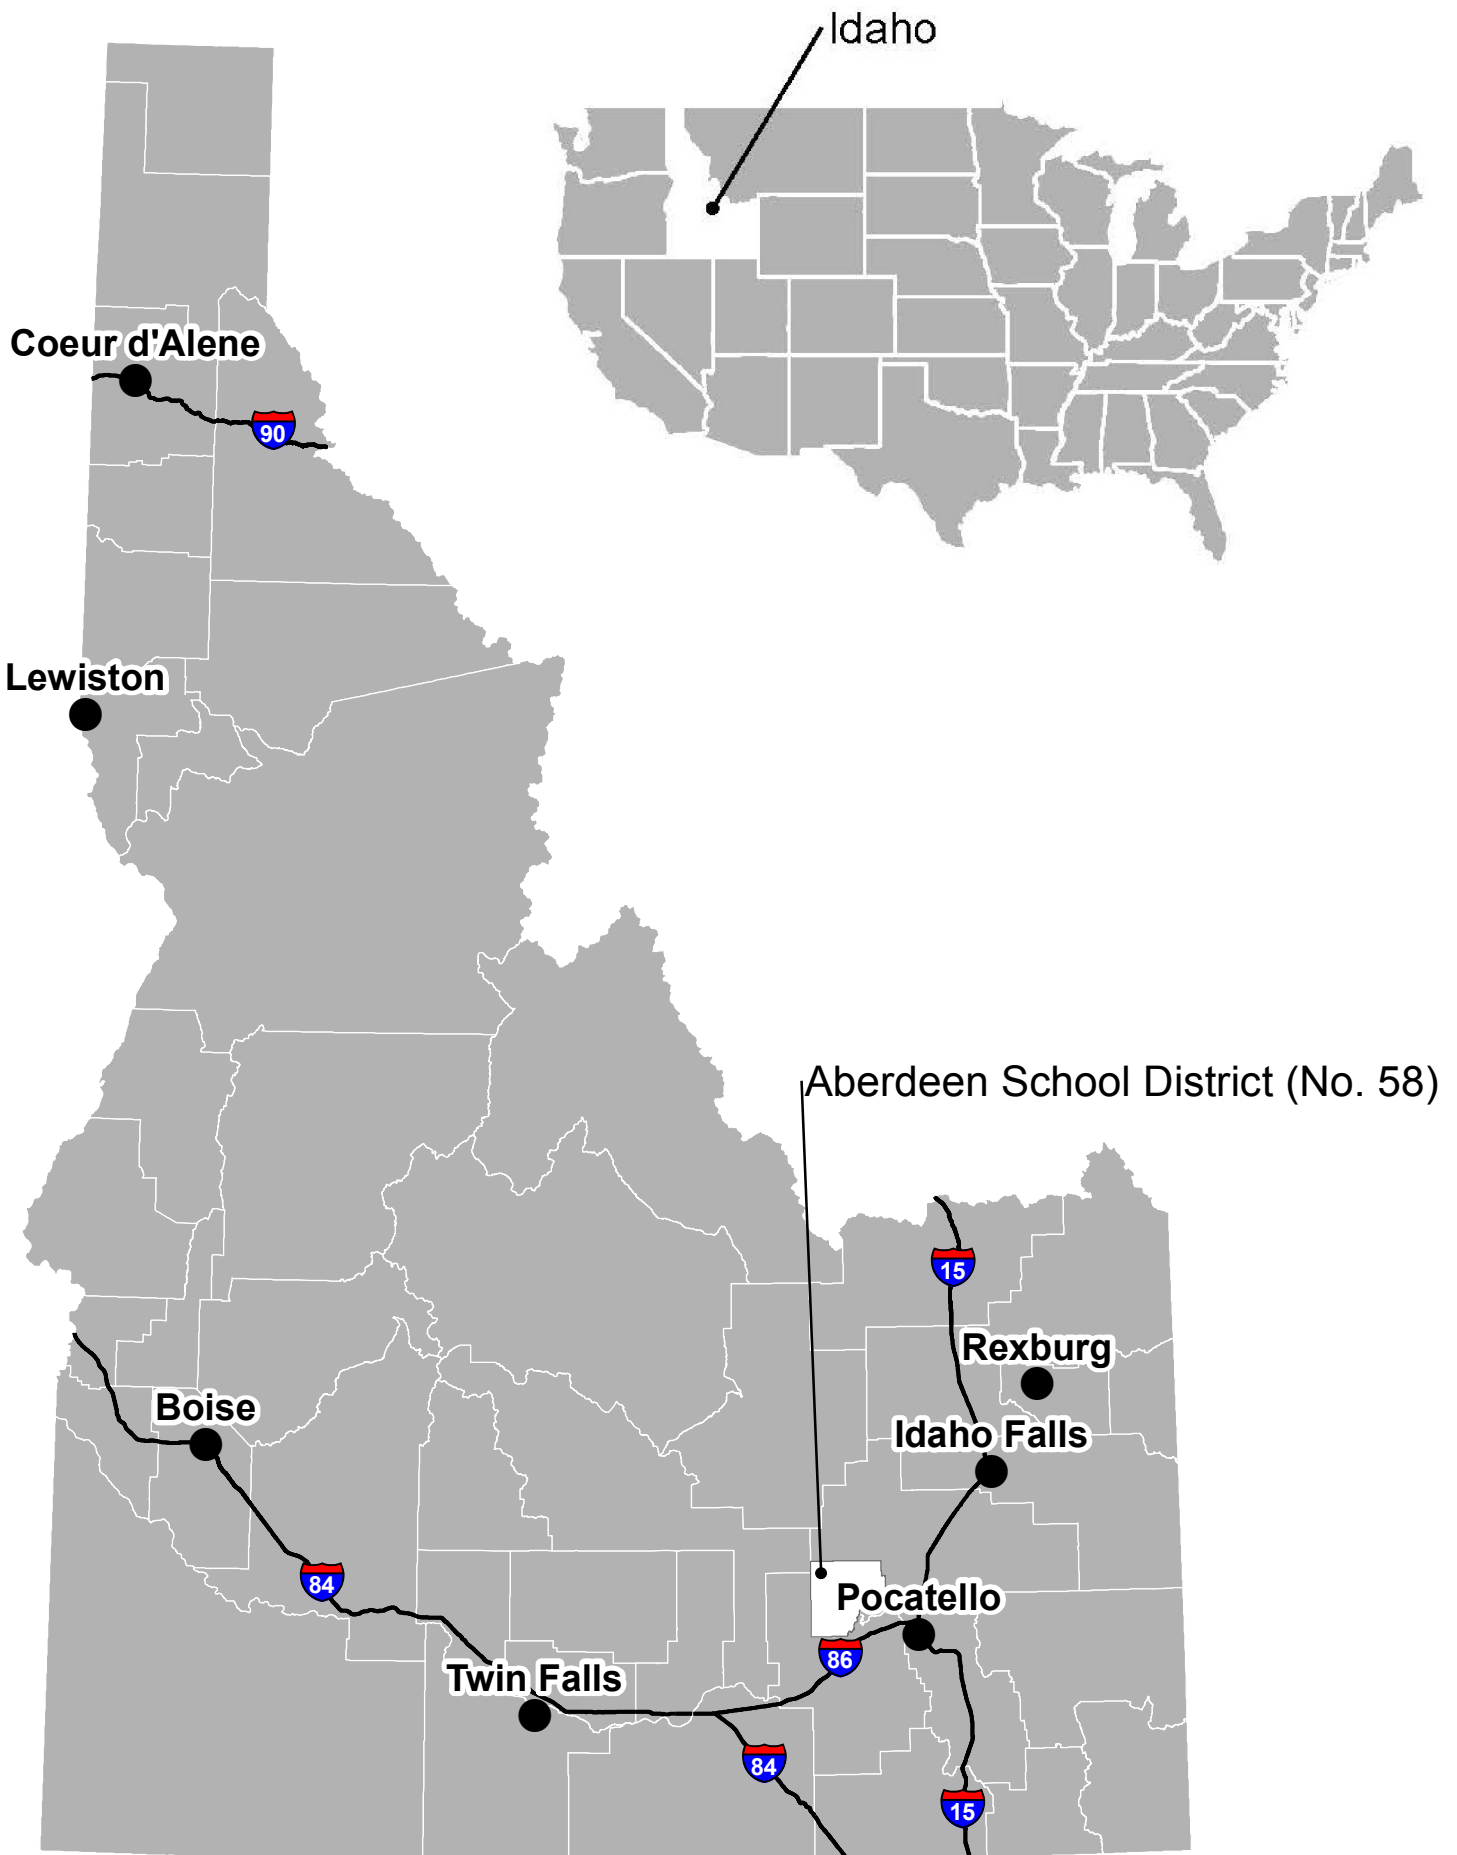 Idaho
Coeur d'Alene
90
Lewiston
Aberdeen School District (No. 58)
15
Rexburg
Boise
Idaho Falls
84
Pocatello
86
Twin Falls
84
15